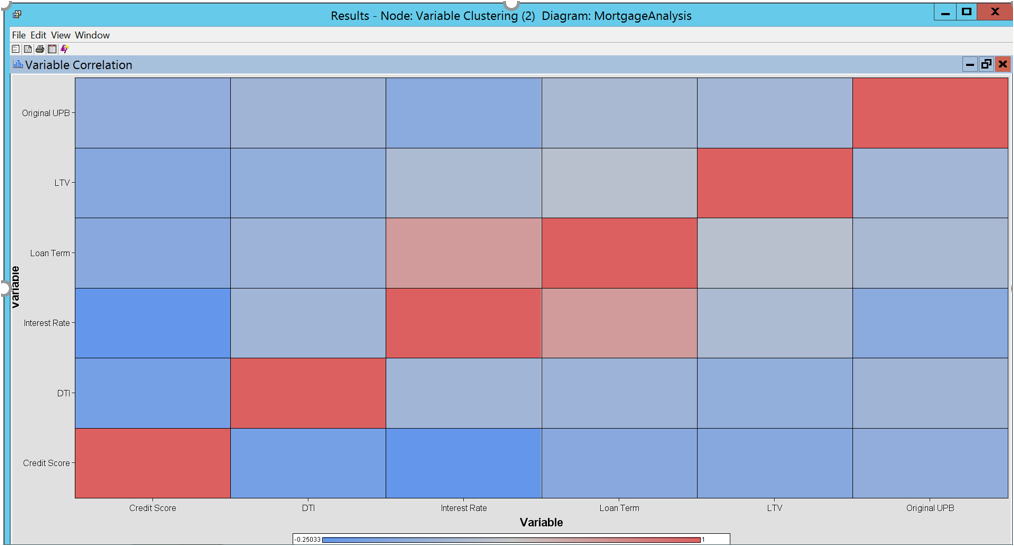 Results - Node: Variable Clustering (2) Diagram: MortgageAnalysis
File Edit View Window
Variable Correlation
Original UPB
LTV
Loan Term
Variable
Interest Rate
DTI
Credit Score
Credit Score DTI Interest Rate Loan Term LTV Original UPB
Variable
-0.25033 1